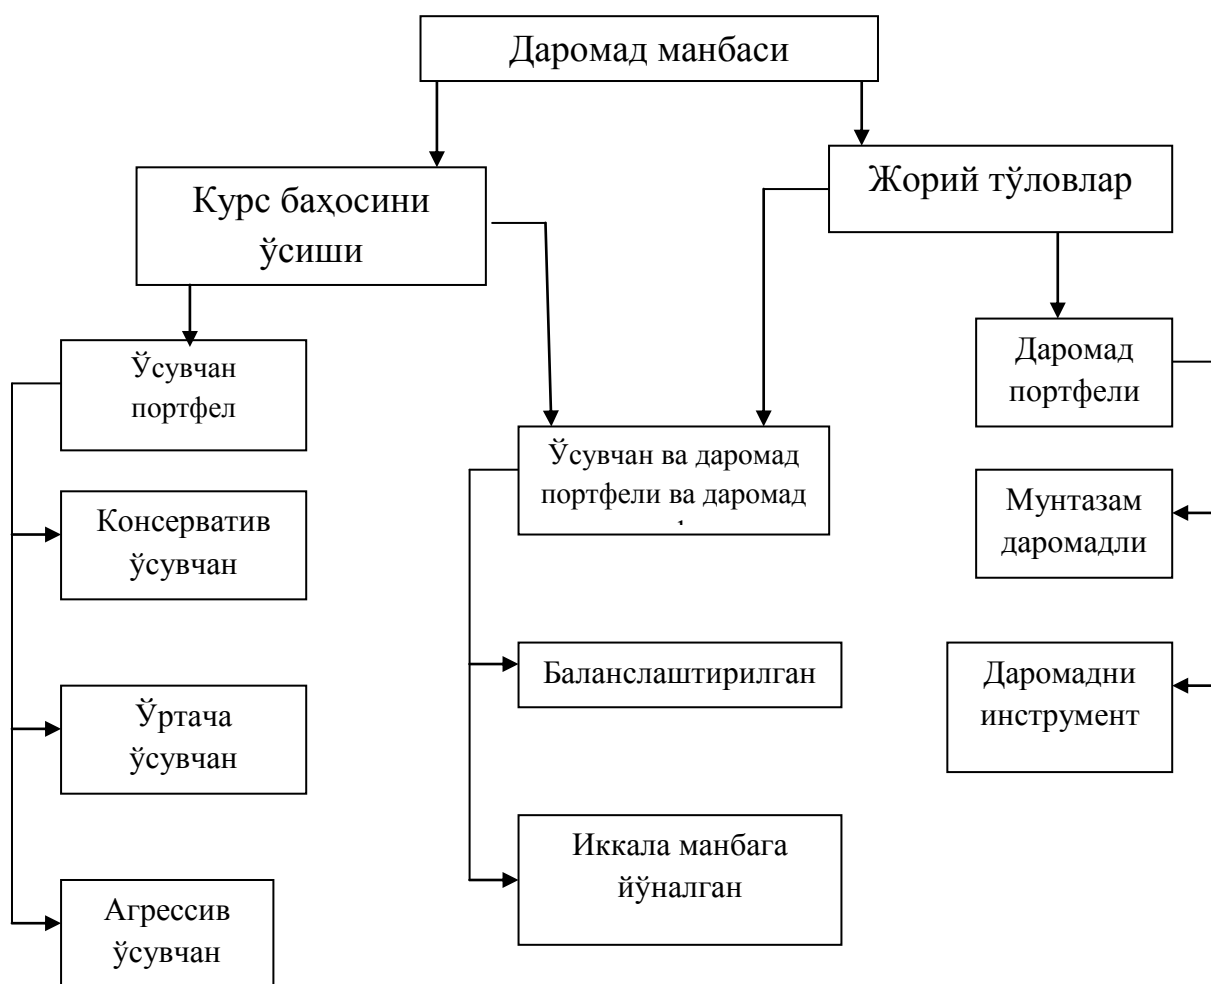 Даромад манбаси
Курс баҳосини
ўсиши
Жорий тўловлар
Ўсувчан
портфел
Консерватив
ўсувчан
Ўртача
ўсувчан
Агрессив
ўсувчан
Ўсувчан ва даромад
портфели ва даромад
Баланслаштирилган
Иккала манбага
йўналган
Даромад
портфели
Мунтазам
даромадли
Даромадни
инструмент